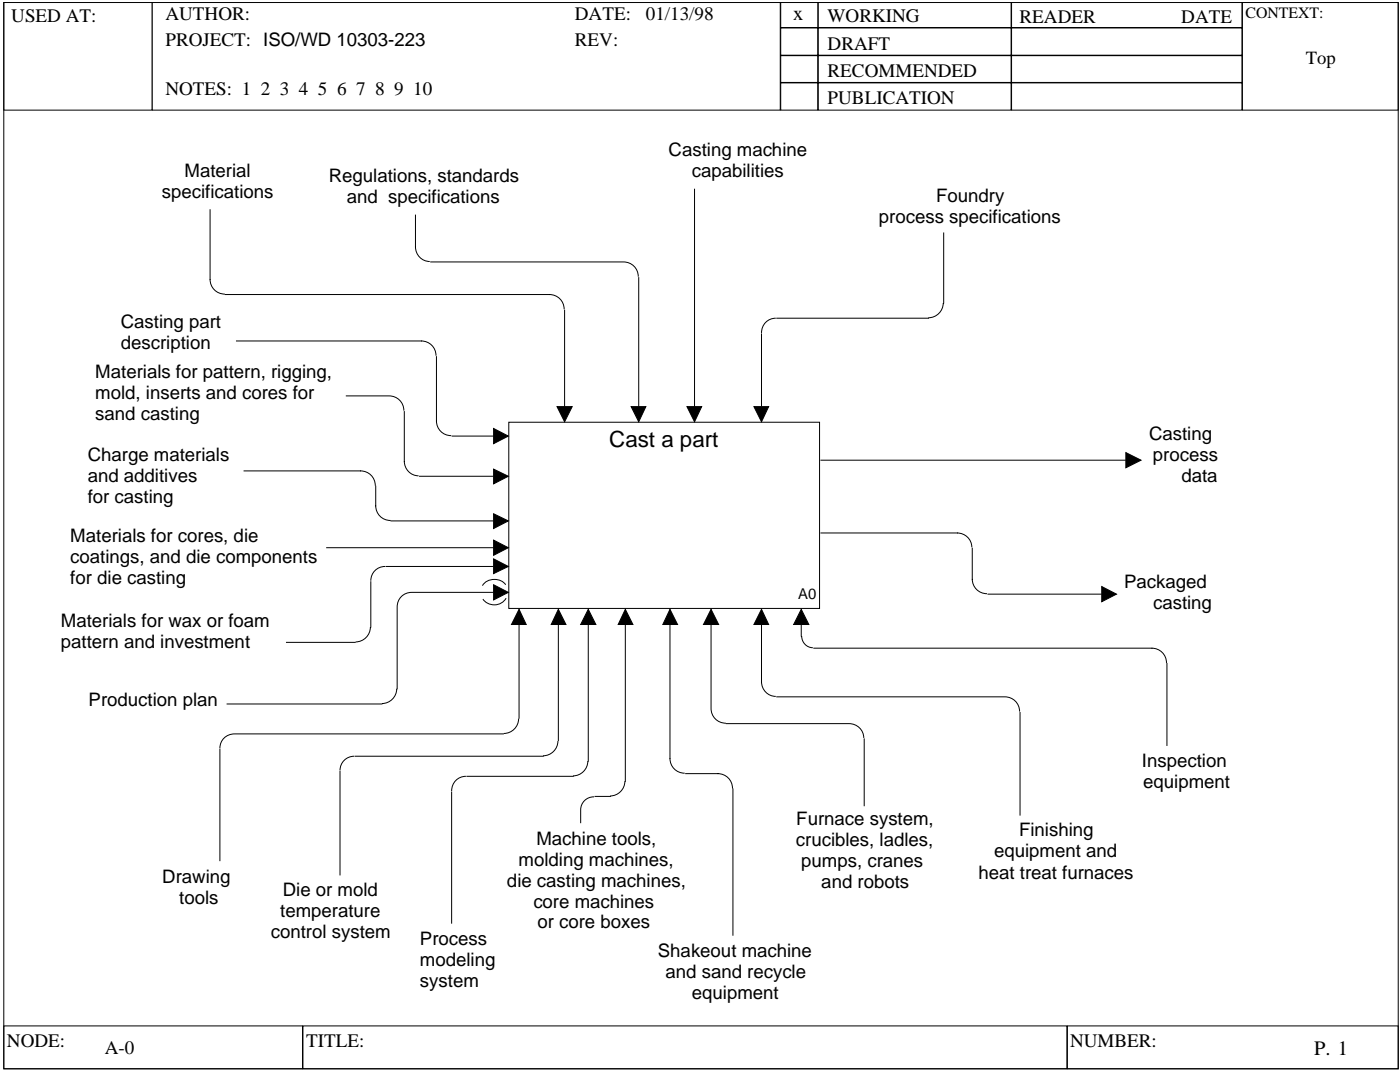 USED AT:
AUTHOR:
DATE: 01/13/98
PROJECT: ISO/WD 10303-223
REV:
NOTES: 1 2 3 4 5 6 7 8 9 10
x WORKING
DRAFT
RECOMMENDED
PUBLICATION
READER DATE
CONTEXT:
Top
Material
specifications
Regulations, standards
and specifications
Casting machine
capabilities
Foundry
process specifications
Casting part
description
Materials for pattern, rigging,
mold, inserts and cores for
sand casting
Charge materials
and additives
for casting
Materials for cores, die
coatings, and die components
for die casting
Materials for wax or foam
pattern and investment
Production plan
Cast a part
A0
Casting
process
data
Packaged
casting
Drawing
tools
Die or mold
temperature
control system
Process
modeling
system
Machine tools,
molding machines,
die casting machines,
core machines
or core boxes
Shakeout machine
and sand recycle
equipment
Furnace system,
crucibles, ladles,
pumps, cranes
and robots
Finishing
equipment and
heat treat furnaces
Inspection
equipment
NODE: A-0
TITLE:
NUMBER:
P. 1